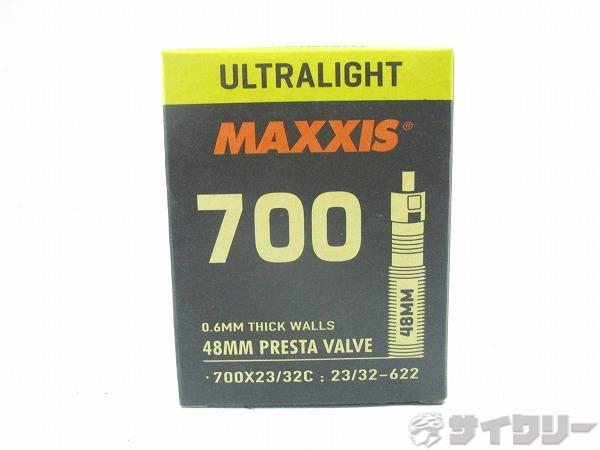 ULTRALIGHT
MAXXIS®
700
48MM
0.6MM THICK WALLS
48MM PRESTA VALVE
·700X23/32C : 23/32-622
サイクリー